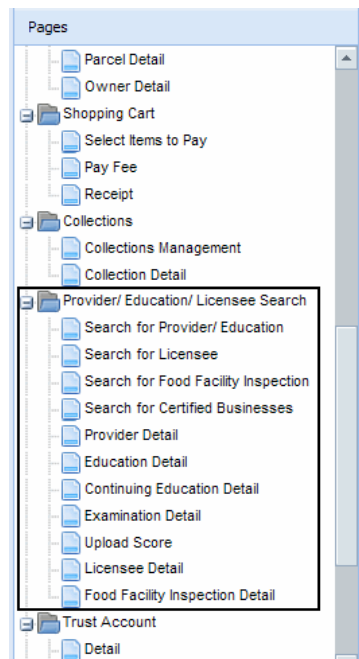 Pages
Parcel Detail
Owner Detail
Shopping Cart
Select Items to Pay
Pay Fee
Receipt
Collections
Collections Management
Collection Detail
Provider/ Education/ Licensee Search
Search for Provider/ Education
Search for Licensee
Search for Food Facility Inspection
Search for Certified Businesses
Provider Detail
Education Detail
Continuing Education Detail
Examination Detail
Upload Score
Licensee Detail
Food Facility Inspection Detail
Trust Account
Detail